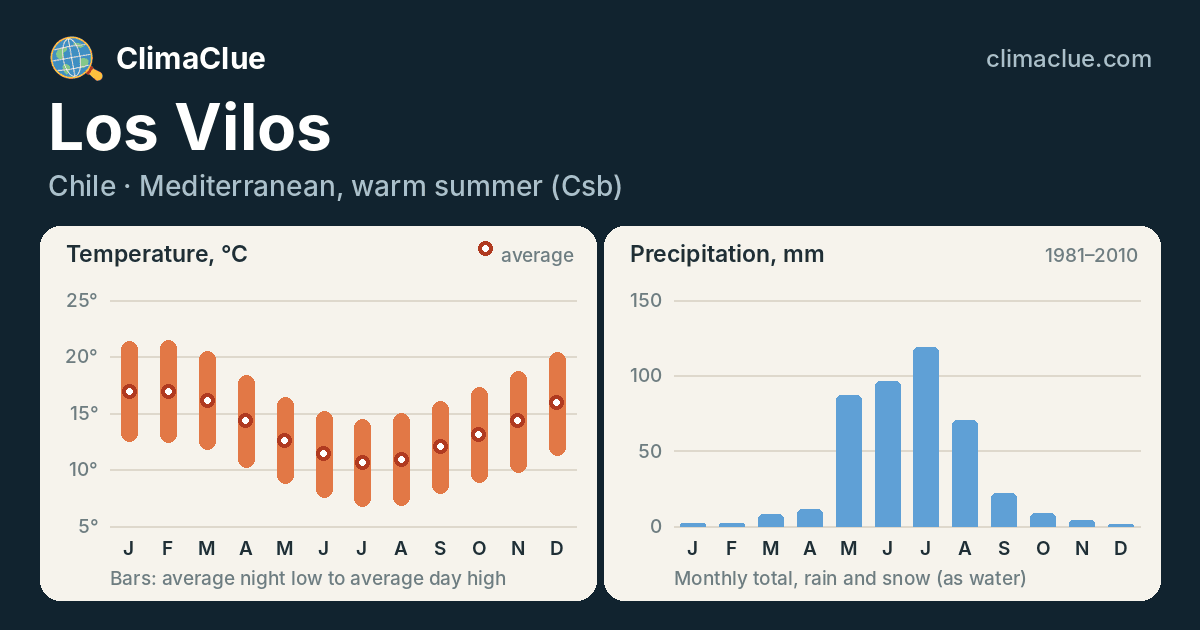 ClimaClue
climaclue.com
Los Vilos
Chile · Mediterranean, warm summer (Csb)
Temperature, °C
average
25°
20°
15°
10°
5°
J F M A M J J A S O N D
Bars: average night low to average day high
Precipitation, mm
1981–2010
150
100
50
0
J F M A M J J A S O N D
Monthly total, rain and snow (as water)